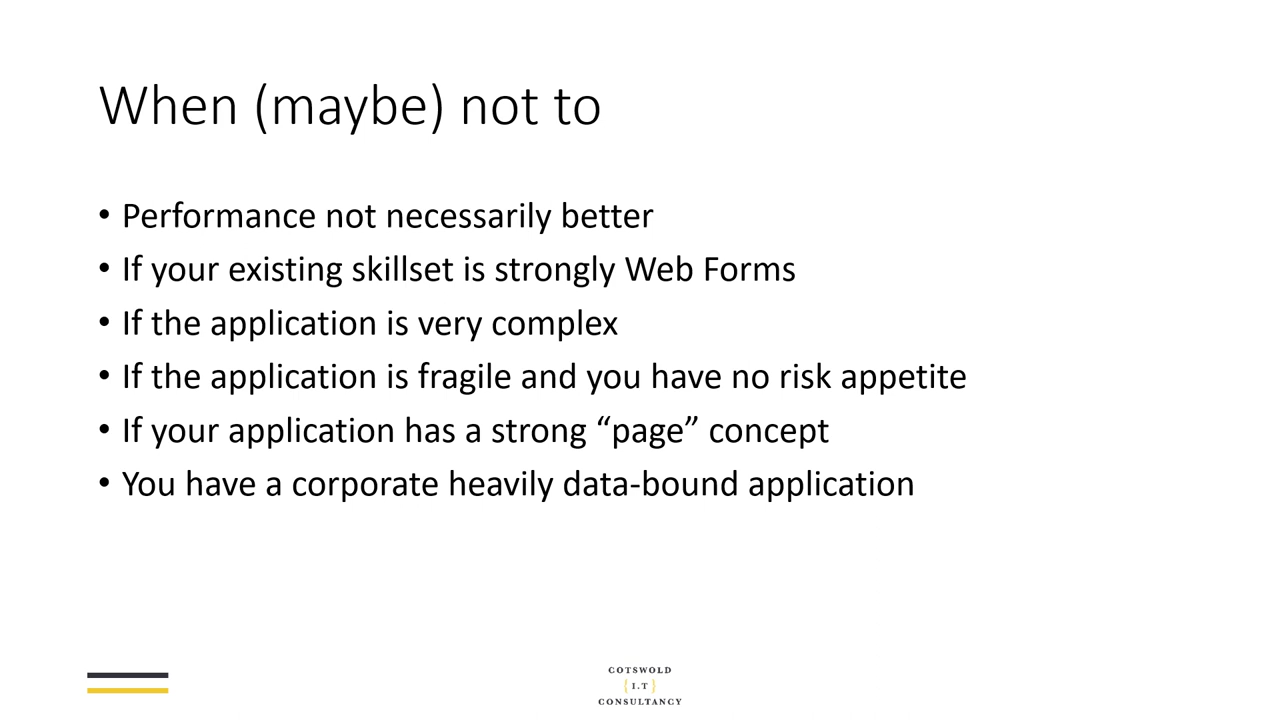 When (maybe) not to
• Performance not necessarily better
• If your existing skillset is strongly Web Forms
• If the application is very complex
• If the application is fragile and you have no risk appetite
• If your application has a strong “page” concept
• You have a corporate heavily data-bound application
COTSWOLD
{I.T}
CONSULTANCY